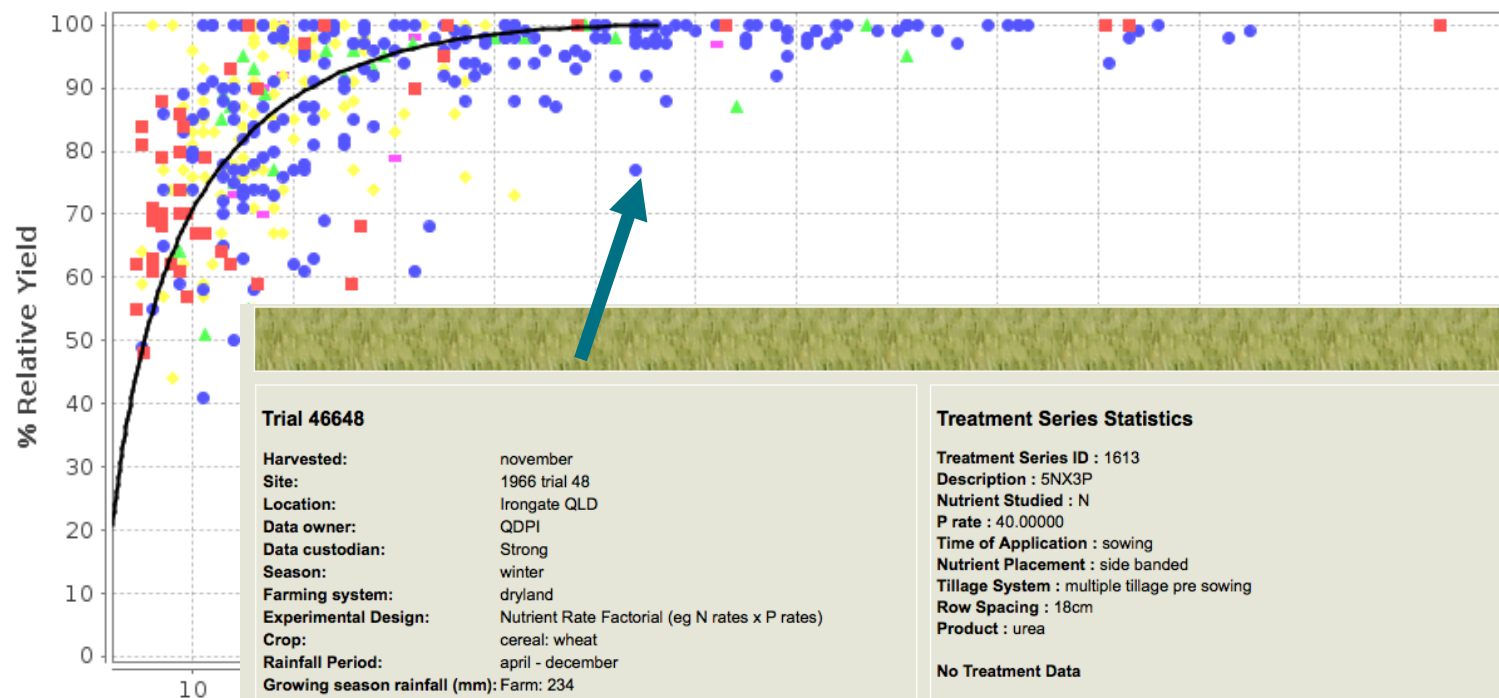 100
90
80
70
60
50
40
30
20
10
0
% Relative Yield
10
Trial 46648
Harvested: november
Site: 1966 trial 48
Location: Irongate QLD
Data owner: QDPI
Data custodian: Strong
Season: winter
Farming system: dryland
Experimental Design: Nutrient Rate Factorial (eg N rates x P rates)
Crop: cereal: wheat
Rainfall Period: april - december
Growing season rainfall (mm): Farm: 234
Treatment Series Statistics
Treatment Series ID : 1613
Description : 5NX3P
Nutrient Studied : N
P rate : 40.00000
Time of Application : sowing
Nutrient Placement : side banded
Tillage System : multiple tillage pre sowing
Row Spacing : 18cm
Product : urea
No Treatment Data